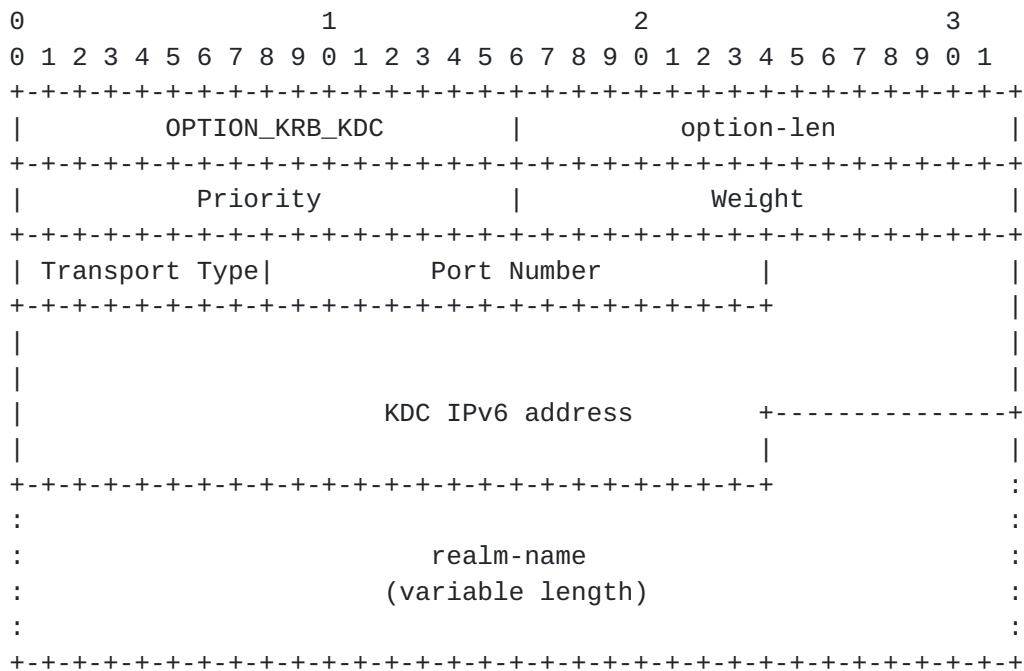 0                   1                   2                   3
0 1 2 3 4 5 6 7 8 9 0 1 2 3 4 5 6 7 8 9 0 1 2 3 4 5 6 7 8 9 0 1
+-+-+-+-+-+-+-+-+-+-+-+-+-+-+-+-+-+-+-+-+-+-+-+-+-+-+-+-+-+-+-+-+
|         OPTION_KRB_KDC        |          option-len           |
+-+-+-+-+-+-+-+-+-+-+-+-+-+-+-+-+-+-+-+-+-+-+-+-+-+-+-+-+-+-+-+-+
|           Priority            |            Weight             |
+-+-+-+-+-+-+-+-+-+-+-+-+-+-+-+-+-+-+-+-+-+-+-+-+-+-+-+-+-+-+-+-+
| Transport Type|          Port Number          |               |
+-+-+-+-+-+-+-+-+-+-+-+-+-+-+-+-+-+-+-+-+-+-+-+-+               |
|                                                               |
|                                                               |
|                       KDC IPv6 address        +---------------+
|                                               |               |
+-+-+-+-+-+-+-+-+-+-+-+-+-+-+-+-+-+-+-+-+-+-+-+-+               :
:                                                               :
:                          realm-name                           :
:                       (variable length)                       :
:                                                               :
+-+-+-+-+-+-+-+-+-+-+-+-+-+-+-+-+-+-+-+-+-+-+-+-+-+-+-+-+-+-+-+-+